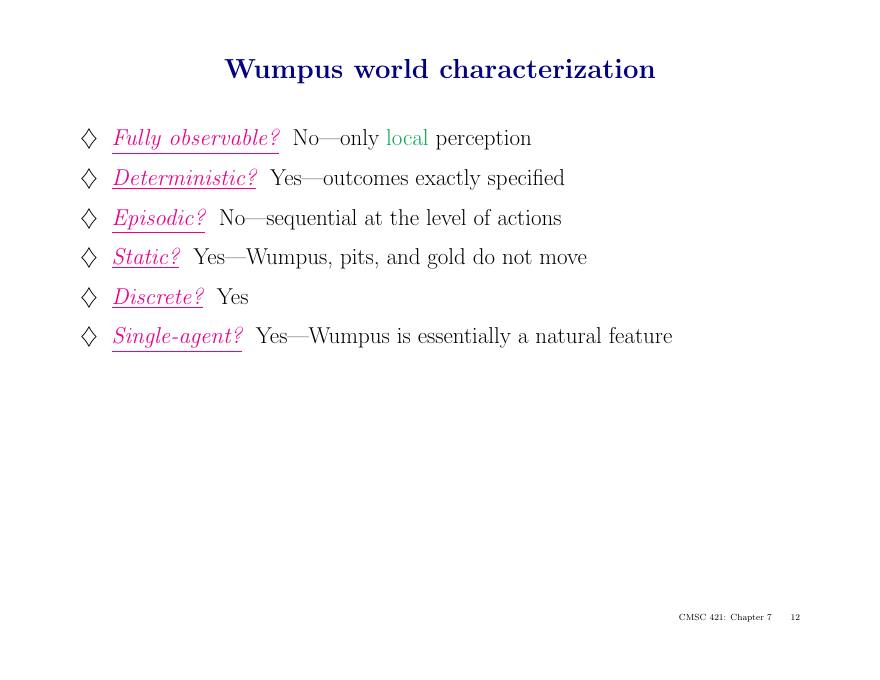 Wumpus world characterization
♢ Fully observable? No—only local perception
♢ Deterministic? Yes—outcomes exactly specified
♢ Episodic? No—sequential at the level of actions
♢ Static? Yes—Wumpus, pits, and gold do not move
♢ Discrete? Yes
♢ Single-agent? Yes—Wumpus is essentially a natural feature
CMSC 421: Chapter 7 12